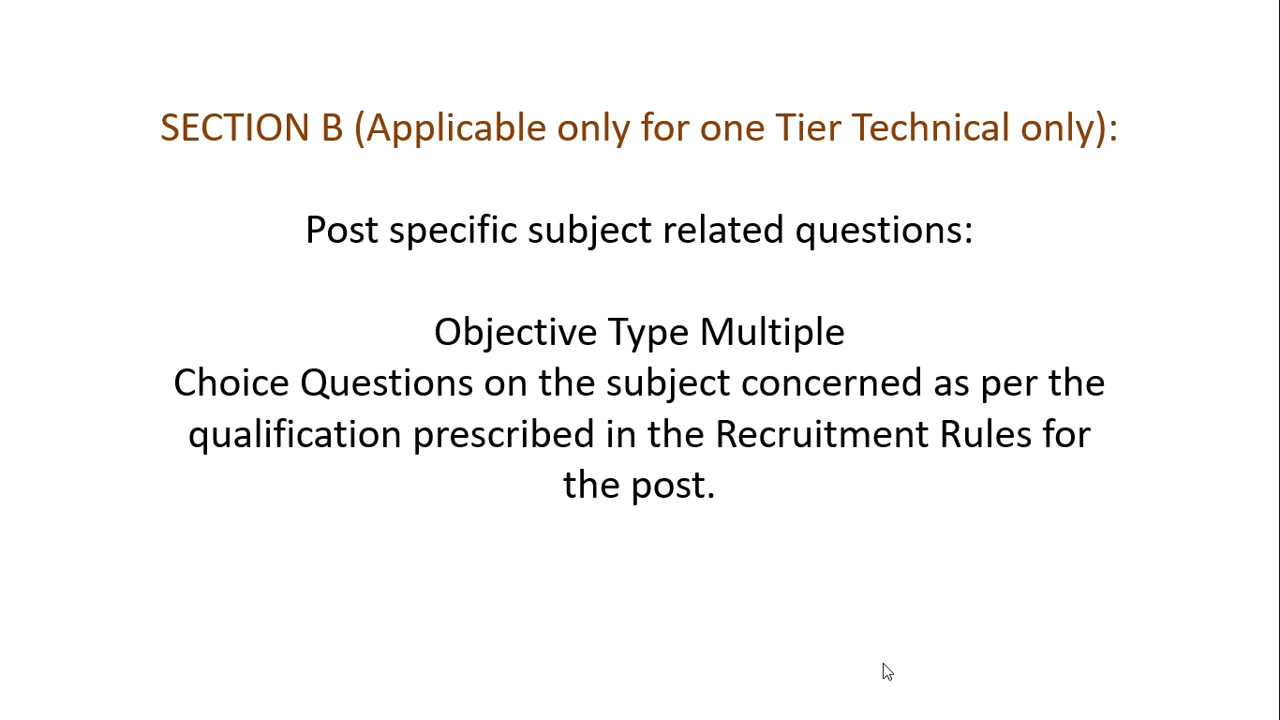 SECTION B (Applicable only for one Tier Technical only):
Post specific subject related questions:
Objective Type Multiple
Choice Questions on the subject concerned as per the
qualification prescribed in the Recruitment Rules for
the post.